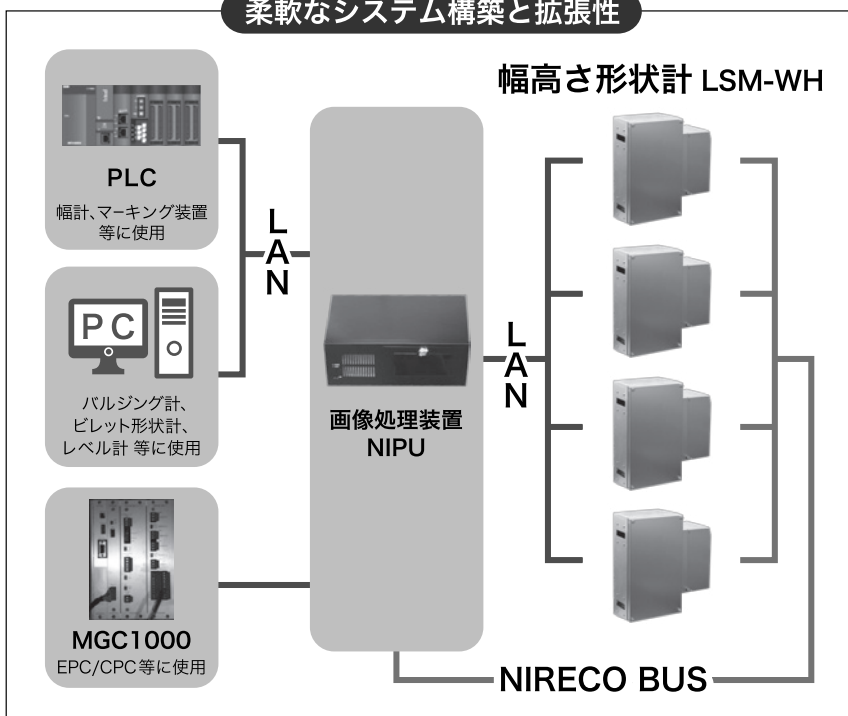 柔軟なシステム構築と拡張性
幅高さ形状計 LSM-WH
PLC
幅計、マーキング装置
等に使用
LAN
PC
バルジング計、
ビレット形状計、
レベル計 等に使用
画像処理装置
NIPU
LAN
MGC1000
EPC/CPC等に使用
NIRECO BUS